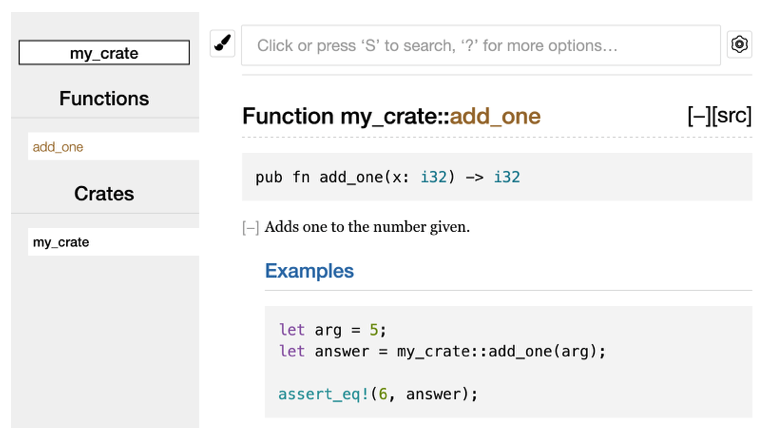 my_crate
Functions
add_one
Crates
my_crate
Click or press ‘S’ to search, ‘?’ for more options…
Function my_crate::add_one [−][src]
pub fn add_one(x: i32) -> i32
[−] Adds one to the number given.
Examples
let arg = 5;
let answer = my_crate::add_one(arg);
assert_eq!(6, answer);